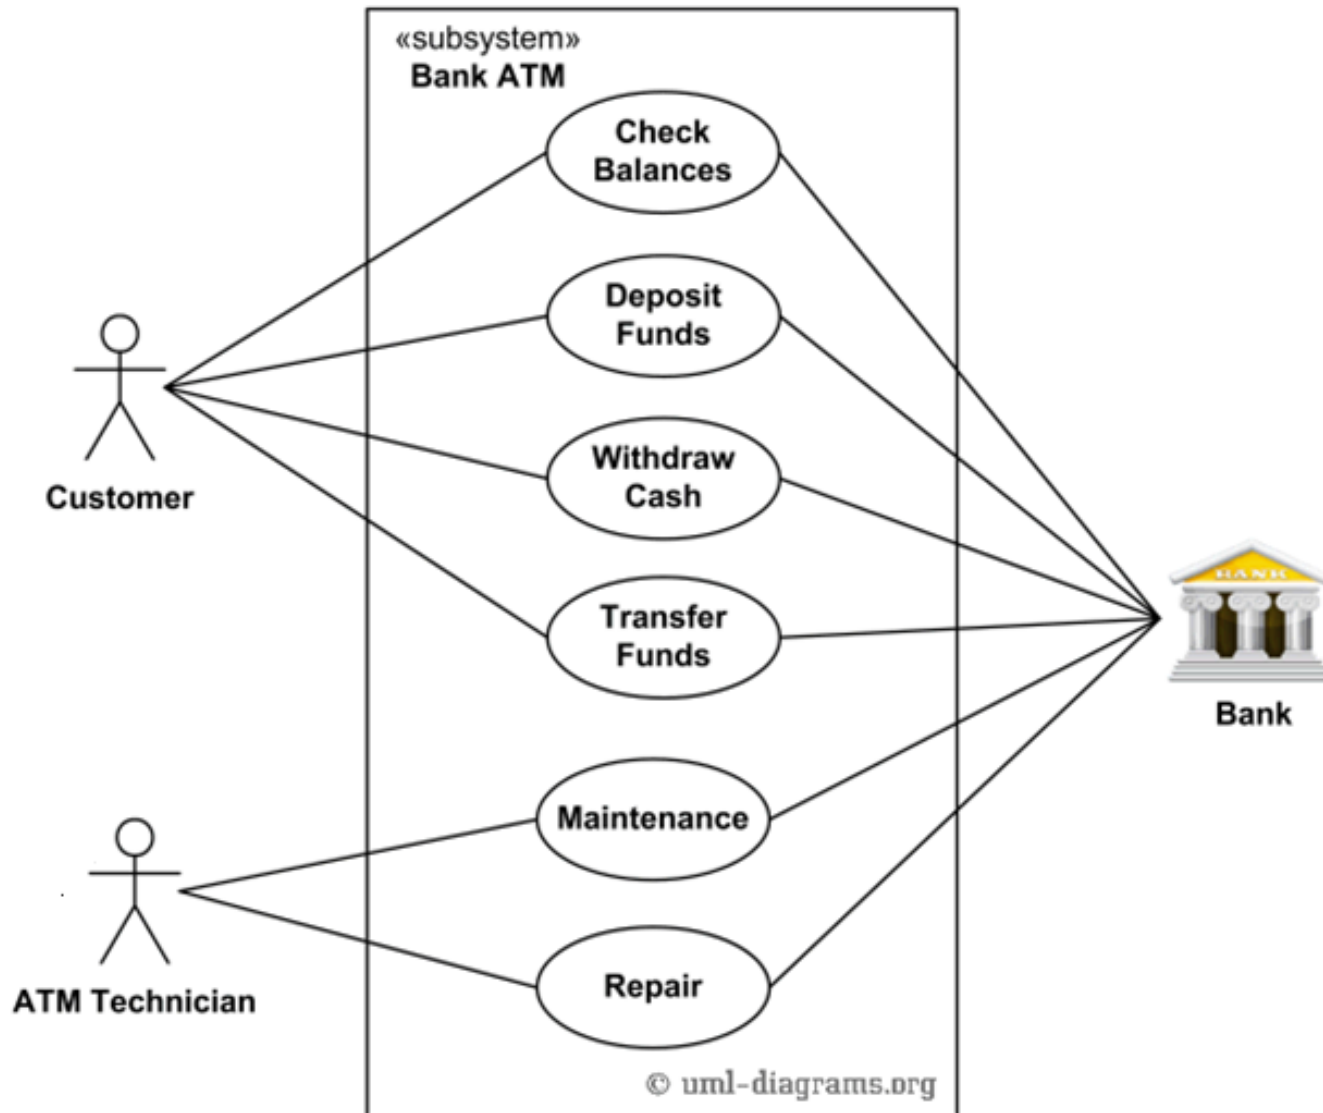 «subsystem»
Bank ATM
Check
Balances
Deposit
Funds
Customer
Withdraw
Cash
BANK
Bank
Transfer
Funds
Maintenance
ATM Technician
Repair
© uml-diagrams.org